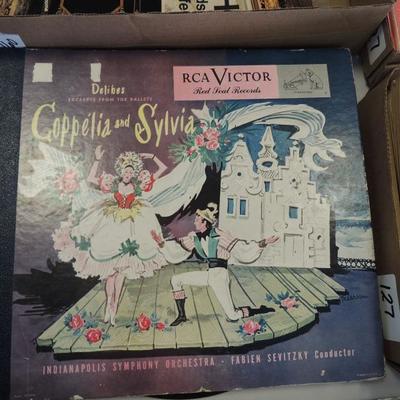 Delibes
EXCERPTS FROM THE BALLETS
Coppélia and Sylvia
RCA VICTOR
Red Seal Records
INDIANAPOLIS SYMPHONY ORCHESTRA · FABIEN SEVITZKY Conductor
127